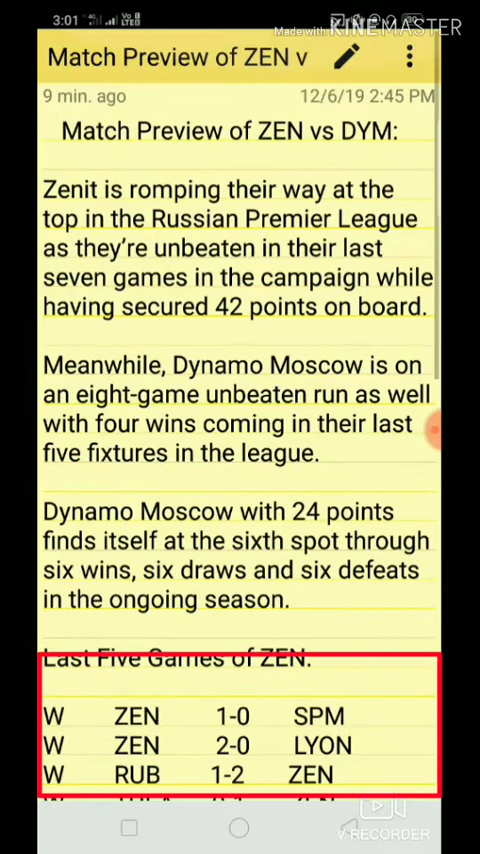 3:01
Made with KINEMASTER
Match Preview of ZEN v
9 min. ago 12/6/19 2:45 PM
Match Preview of ZEN vs DYM:
Zenit is romping their way at the
top in the Russian Premier League
as they're unbeaten in their last
seven games in the campaign while
having secured 42 points on board.
Meanwhile, Dynamo Moscow is on
an eight-game unbeaten run as well
with four wins coming in their last
five fixtures in the league.
Dynamo Moscow with 24 points
finds itself at the sixth spot through
six wins, six draws and six defeats
in the ongoing season.
Last Five Games of ZEN:
W ZEN 1-0 SPM
W ZEN 2-0 LYON
W RUB 1-2 ZEN
V RECORDER